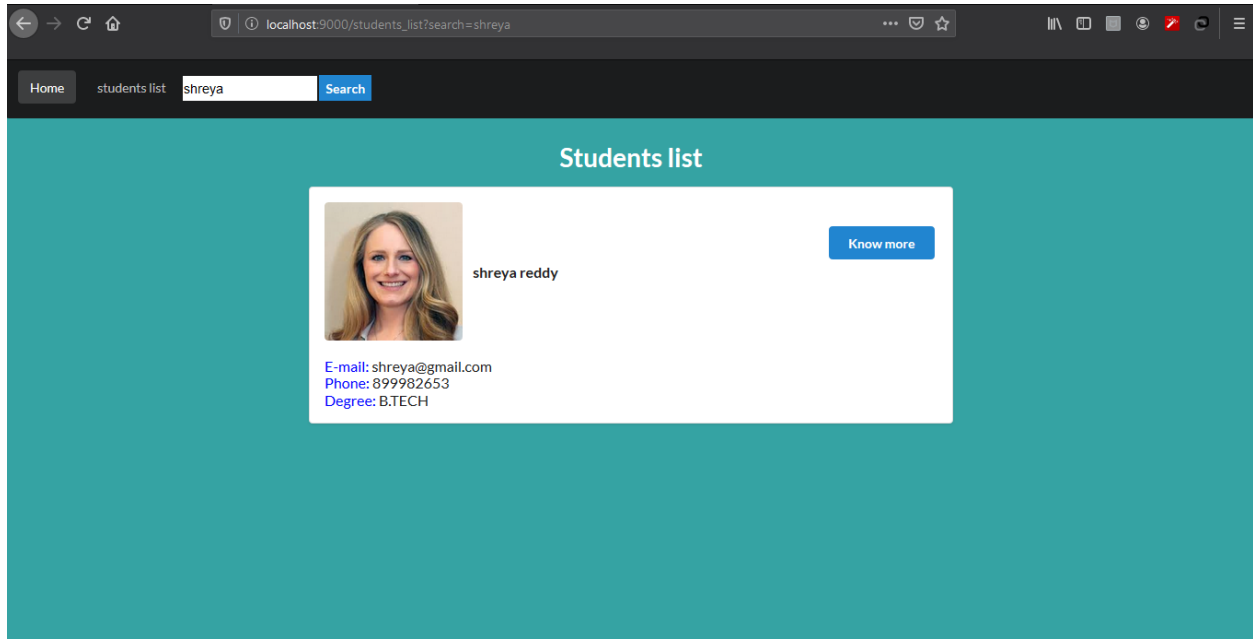 localhost:9000/students_list?search=shreya
Home students list shreya Search
Students list
Know more
shreya reddy
E-mail: shreya@gmail.com
Phone: 899982653
Degree: B.TECH